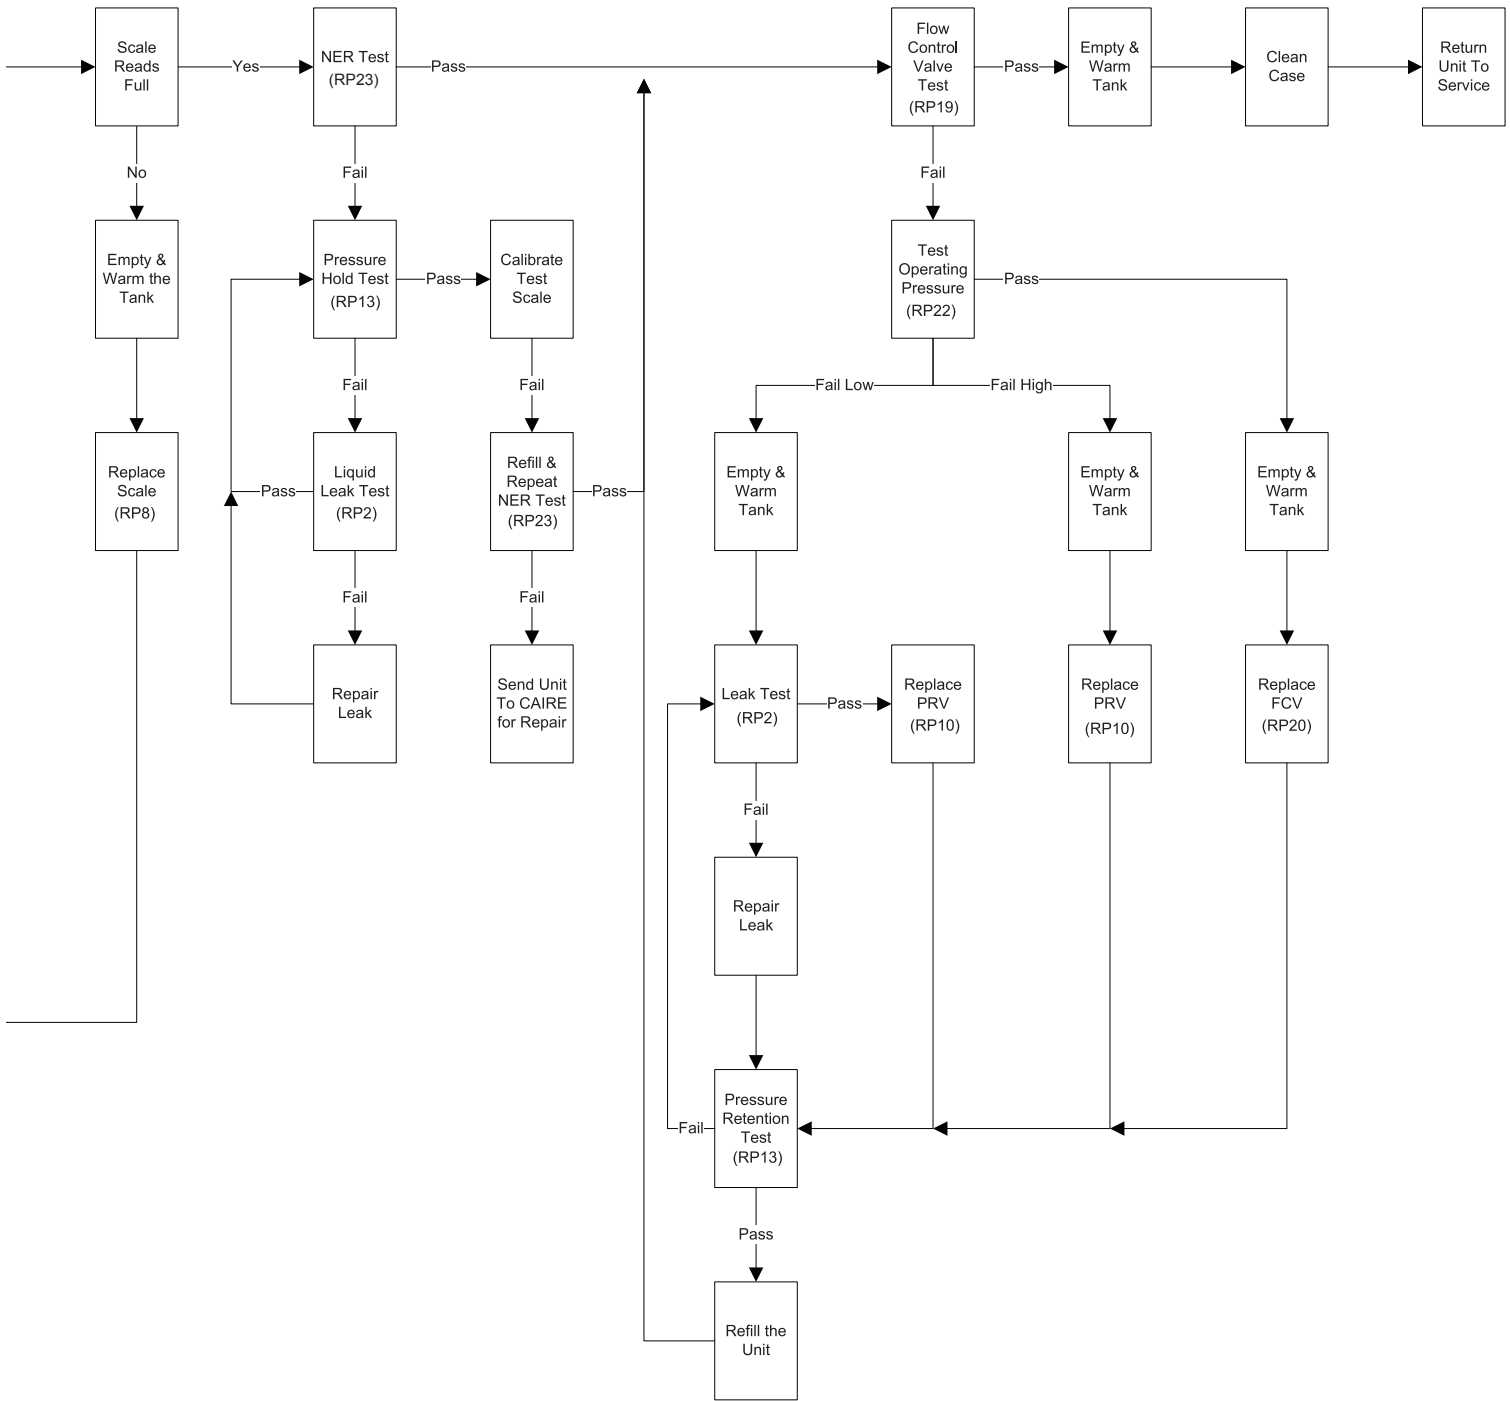 Scale
Reads
Full
Yes
NER Test
(RP23)
Pass
Flow
Control
Valve
Test
(RP19)
Pass
Empty &
Warm
Tank
Clean
Case
Return
Unit To
Service
No
Fail
Fail
Empty &
Warm the
Tank
Pressure
Hold Test
(RP13)
Pass
Calibrate
Test
Scale
Test
Operating
Pressure
(RP22)
Pass
Fail
Fail
Fail Low
Fail High
Replace
Scale
(RP8)
Pass
Liquid
Leak Test
(RP2)
Refill &
Repeat
NER Test
(RP23)
Pass
Empty &
Warm
Tank
Empty &
Warm
Tank
Empty &
Warm
Tank
Fail
Fail
Repair
Leak
Send Unit
To CAIRE
for Repair
Leak Test
(RP2)
Pass
Replace
PRV
(RP10)
Replace
PRV
(RP10)
Replace
FCV
(RP20)
Fail
Repair
Leak
Fail
Pressure
Retention
Test
(RP13)
Pass
Refill the
Unit